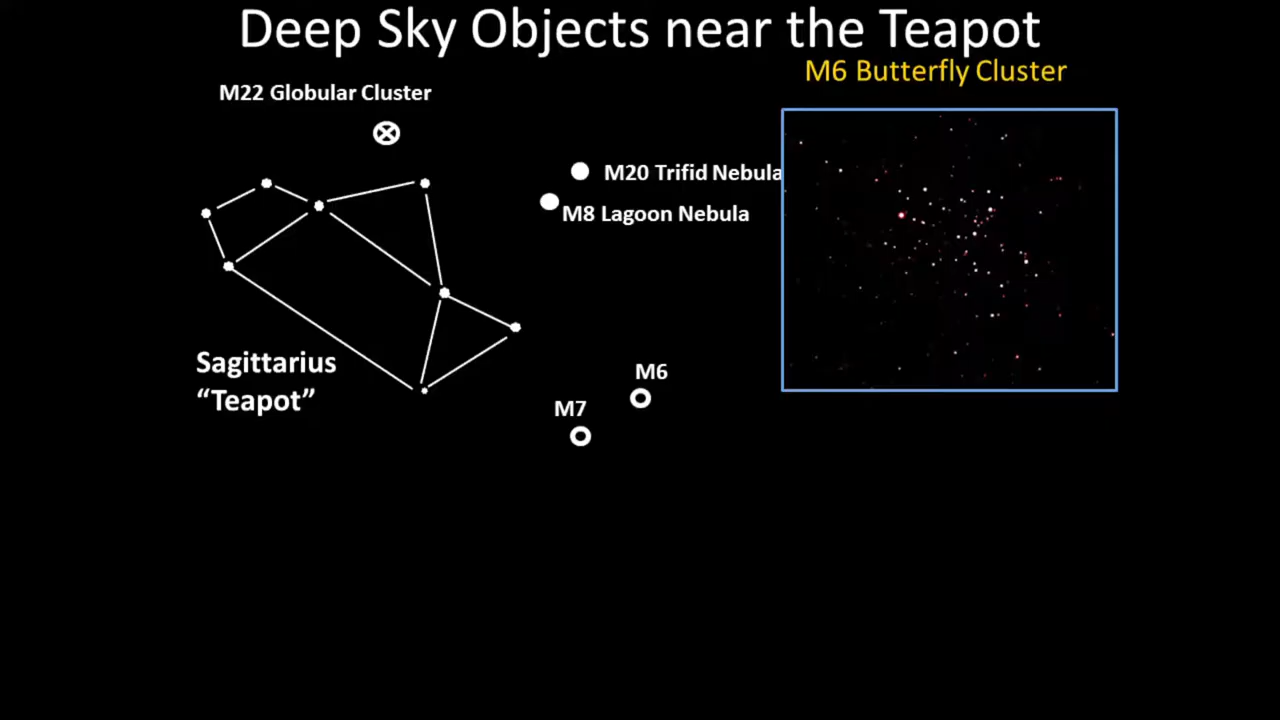 Deep Sky Objects near the Teapot
M6 Butterfly Cluster
M22 Globular Cluster
M20 Trifid Nebula
M8 Lagoon Nebula
Sagittarius
“Teapot”
M6
M7